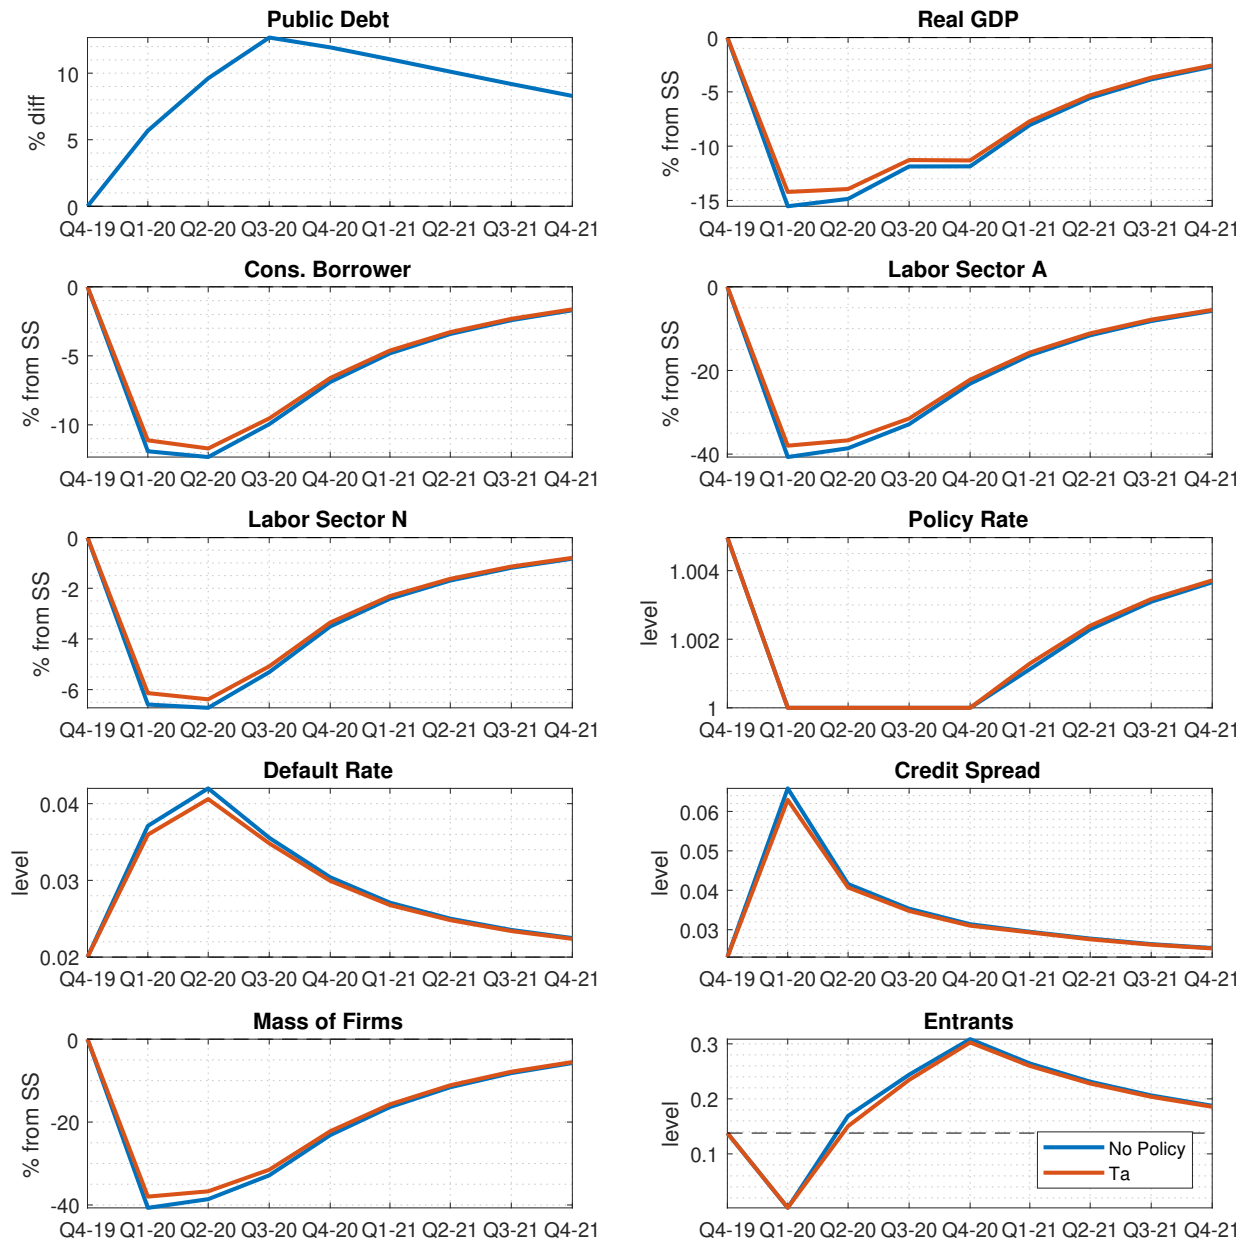 Public Debt
% diff
10
5
0
Q4-19 Q1-20 Q2-20 Q3-20 Q4-20 Q1-21 Q2-21 Q3-21 Q4-21
Real GDP
% from SS
0
-5
-10
-15
Q4-19 Q1-20 Q2-20 Q3-20 Q4-20 Q1-21 Q2-21 Q3-21 Q4-21
Cons. Borrower
% from SS
0
-5
-10
Q4-19 Q1-20 Q2-20 Q3-20 Q4-20 Q1-21 Q2-21 Q3-21 Q4-21
Labor Sector A
% from SS
0
-20
-40
Q4-19 Q1-20 Q2-20 Q3-20 Q4-20 Q1-21 Q2-21 Q3-21 Q4-21
Labor Sector N
% from SS
0
-2
-4
-6
Q4-19 Q1-20 Q2-20 Q3-20 Q4-20 Q1-21 Q2-21 Q3-21 Q4-21
Policy Rate
level
1.004
1.002
1
Q4-19 Q1-20 Q2-20 Q3-20 Q4-20 Q1-21 Q2-21 Q3-21 Q4-21
Default Rate
level
0.04
0.03
0.02
Q4-19 Q1-20 Q2-20 Q3-20 Q4-20 Q1-21 Q2-21 Q3-21 Q4-21
Credit Spread
level
0.06
0.05
0.04
0.03
Q4-19 Q1-20 Q2-20 Q3-20 Q4-20 Q1-21 Q2-21 Q3-21 Q4-21
Mass of Firms
% from SS
0
-20
-40
Q4-19 Q1-20 Q2-20 Q3-20 Q4-20 Q1-21 Q2-21 Q3-21 Q4-21
Entrants
level
0.3
0.2
0.1
No Policy
Ta
Q4-19 Q1-20 Q2-20 Q3-20 Q4-20 Q1-21 Q2-21 Q3-21 Q4-21